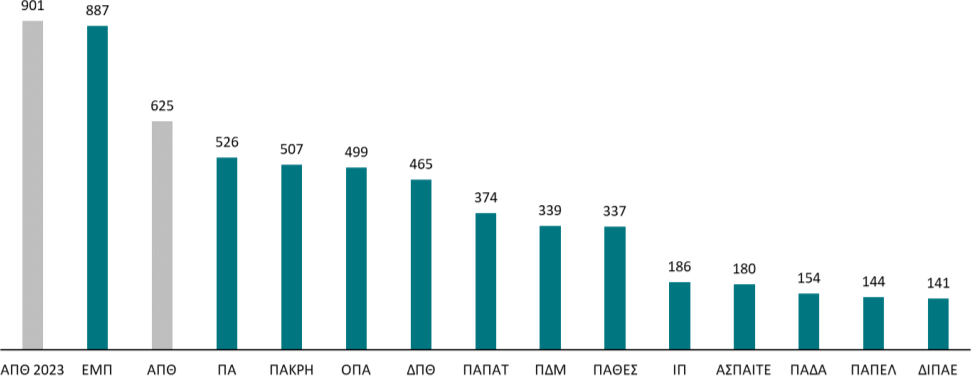 901
887
625
526
507
499
465
374
339
337
186
180
154
144
141
ΑΠΘ 2023
ΕΜΠ
ΑΠΘ
ΠΑ
ΠΑΚΡΗ
ΟΠΑ
ΔΠΘ
ΠΑΠΑΤ
ΠΔΜ
ΠΑΘΕΣ
ΙΠ
ΑΣΠΑΙΤΕ
ΠΑΔΑ
ΠΑΠΕΛ
ΔΙΠΑΕ